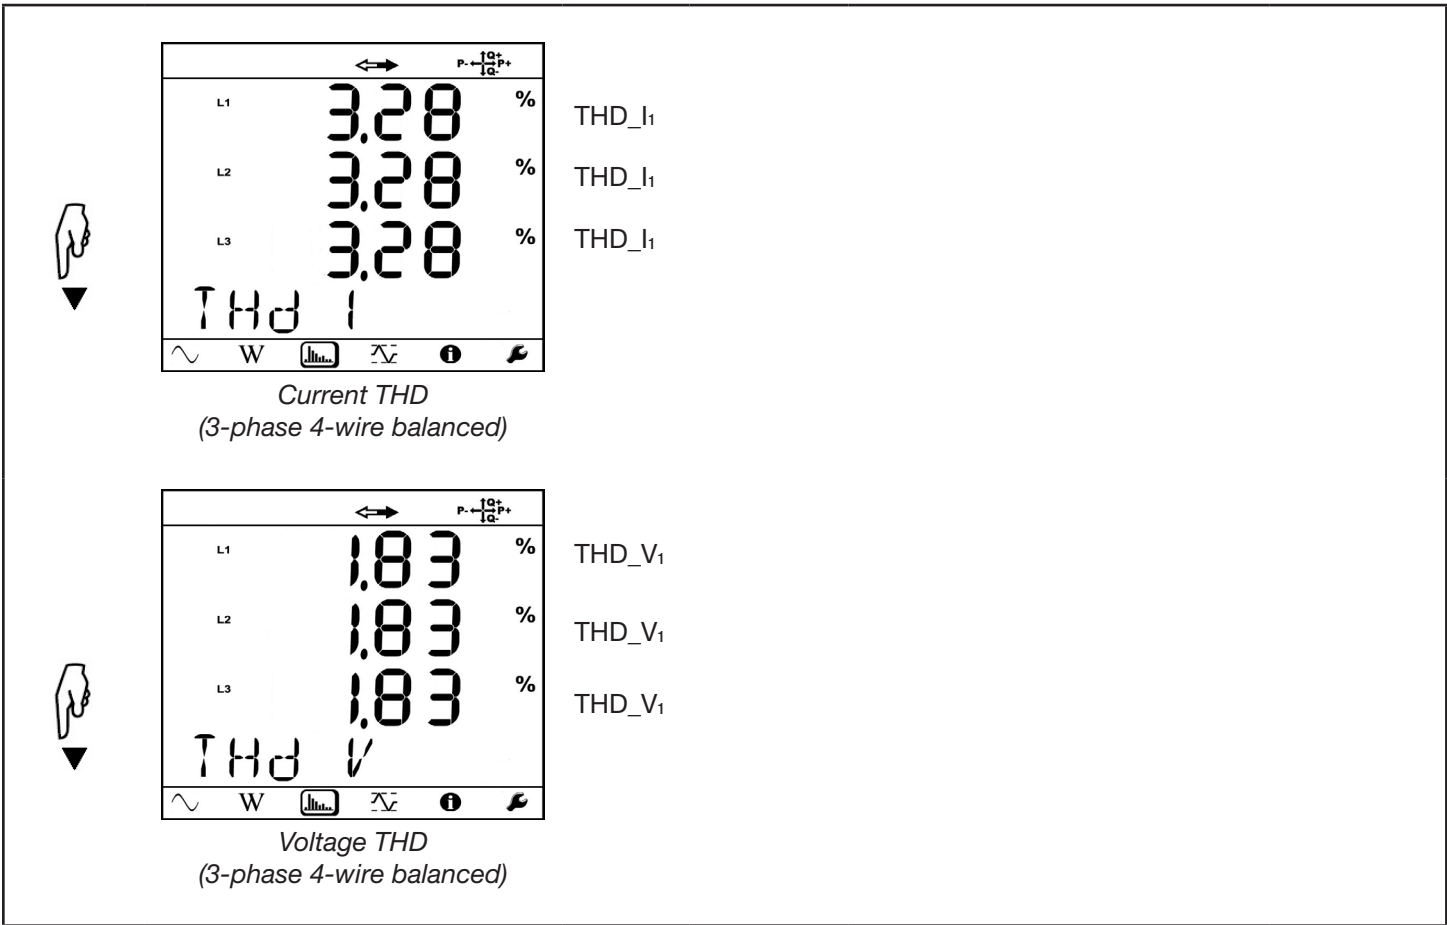 Q+
P- P+
Q-
L1 3.28 % THD_I₁
L2 3.28 % THD_I₁
L3 3.28 % THD_I₁
THd I
W
Current THD
(3-phase 4-wire balanced)
Q+
P- P+
Q-
L1 1.83 % THD_V₁
L2 1.83 % THD_V₁
L3 1.83 % THD_V₁
THd V
W
Voltage THD
(3-phase 4-wire balanced)